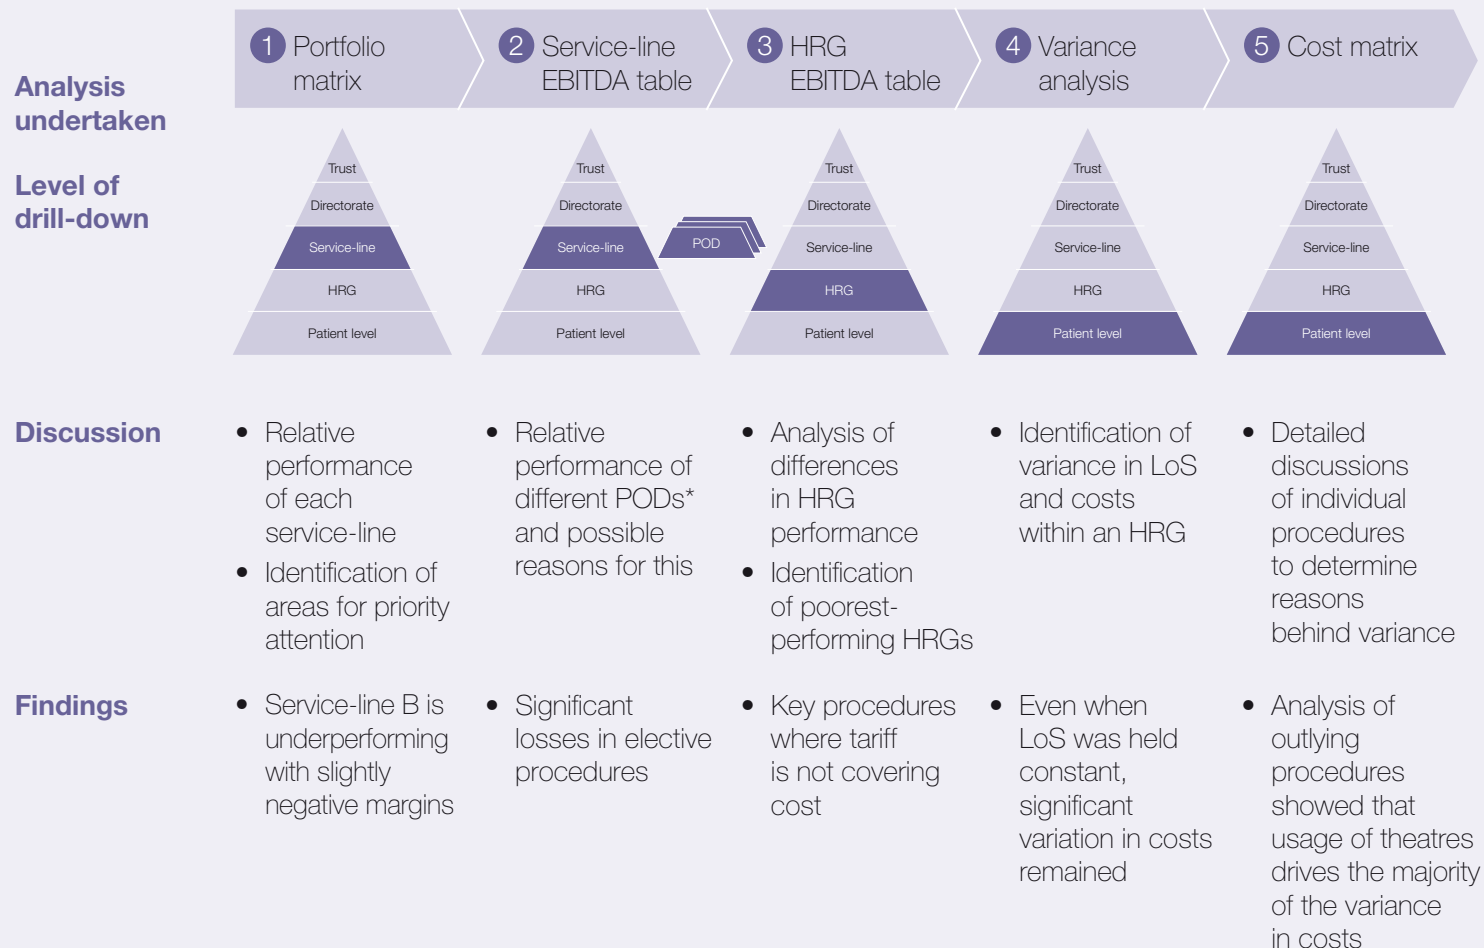 Analysis
undertaken
1 Portfolio
matrix
2 Service-line
EBITDA table
3 HRG
EBITDA table
4 Variance
analysis
5 Cost matrix
Level of
drill-down
Trust
Directorate
Service-line
HRG
Patient level
Trust
Directorate
Service-line
HRG
Patient level
POD
Trust
Directorate
Service-line
HRG
Patient level
Trust
Directorate
Service-line
HRG
Patient level
Trust
Directorate
Service-line
HRG
Patient level
Discussion
• Relative
performance
of each
service-line
• Identification of
areas for priority
attention
• Relative
performance of
different PODs*
and possible
reasons for this
• Analysis of
differences
in HRG
performance
• Identification
of poorest-
performing HRGs
• Identification of
variance in LoS
and costs
within an HRG
• Detailed
discussions
of individual
procedures
to determine
reasons
behind variance
Findings
• Service-line B is
underperforming
with slightly
negative margins
• Significant
losses in elective
procedures
• Key procedures
where tariff
is not covering
cost
• Even when
LoS was held
constant,
significant
variation in costs
remained
• Analysis of
outlying
procedures
showed that
usage of theatres
drives the majority
of the variance
in costs